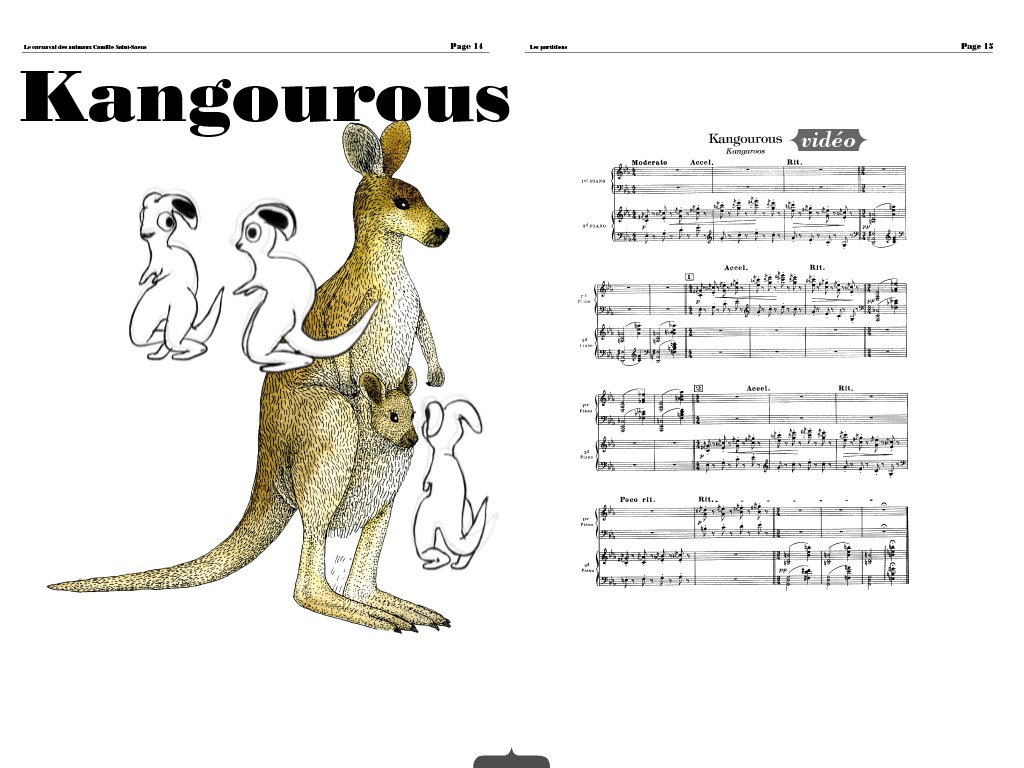 Le carnaval des animaux Camille Saint-Saens
Page 14
Kangourous
Les partitions
Page 15
Kangourous vidéo
Kangaroos
Moderato Accel. Rit.
1er PIANO
2d PIANO
pp
1 Accel. Rit.
1er Piano
p
2d Piano
2 Accel. Rit.
1er Piano
2d Piano
p
Poco rit. Rit.
1er Piano
2d Piano
pp